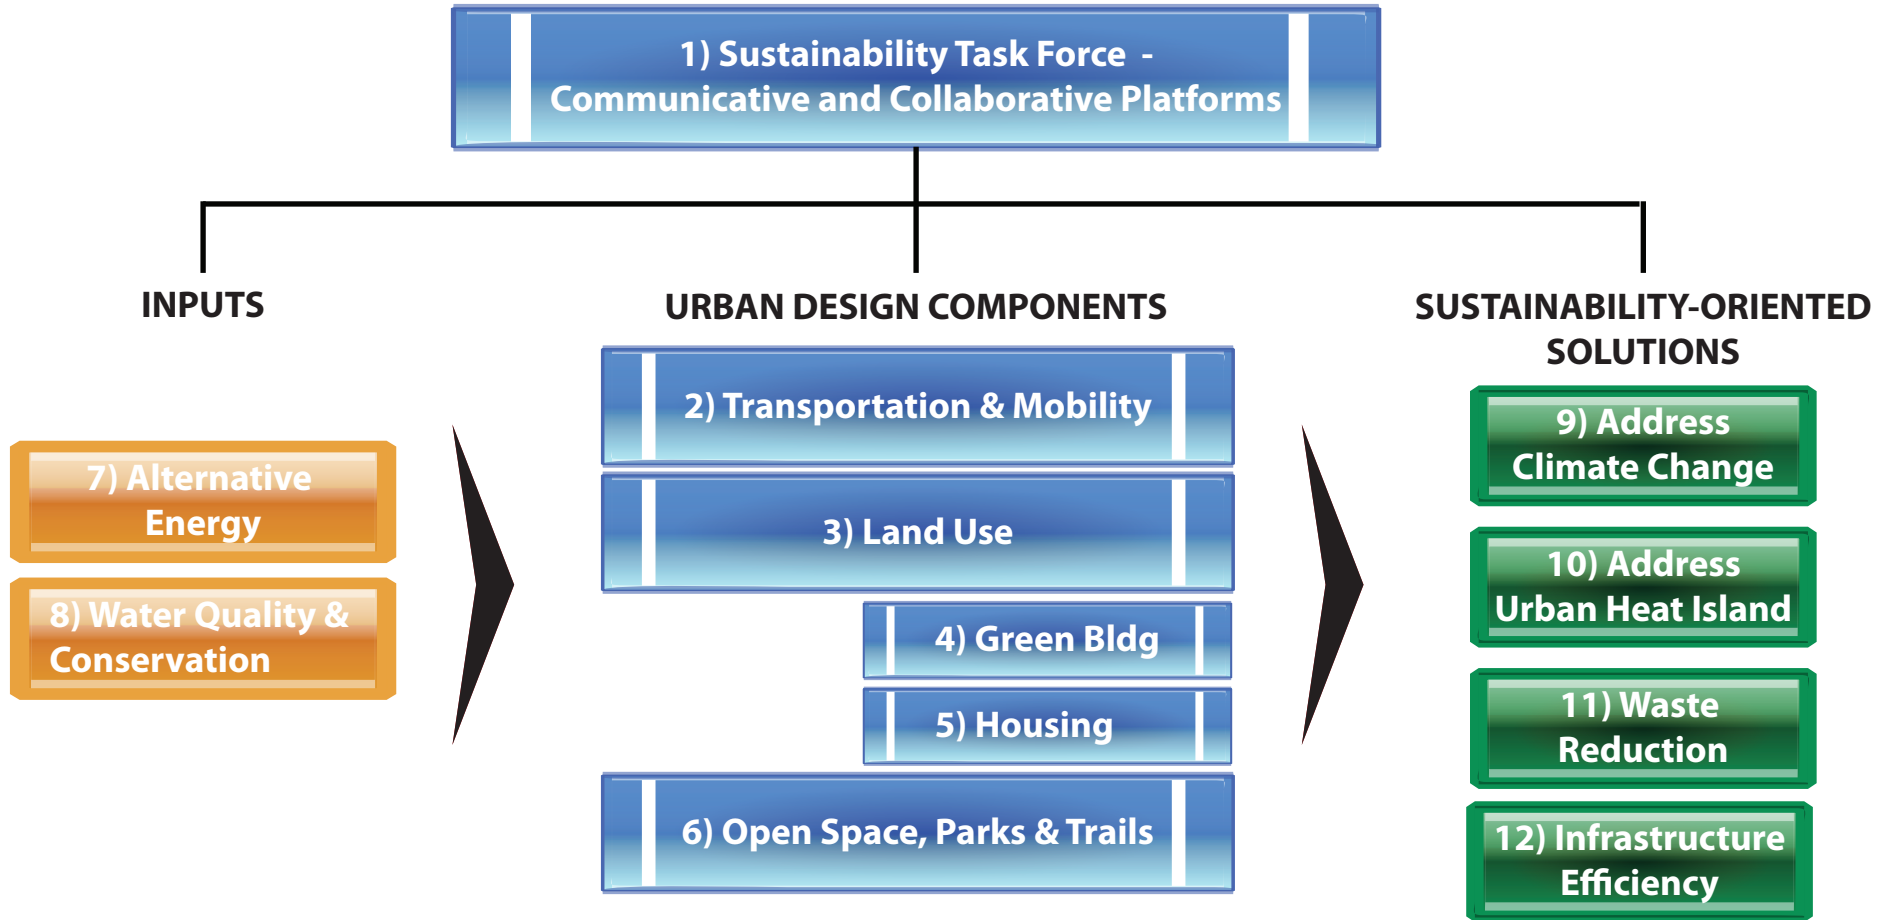 1) Sustainability Task Force -
Communicative and Collaborative Platforms
INPUTS
7) Alternative
Energy
8) Water Quality &
Conservation
URBAN DESIGN COMPONENTS
2) Transportation & Mobility
3) Land Use
4) Green Bldg
5) Housing
6) Open Space, Parks & Trails
SUSTAINABILITY-ORIENTED
SOLUTIONS
9) Address
Climate Change
10) Address
Urban Heat Island
11) Waste
Reduction
12) Infrastructure
Efficiency